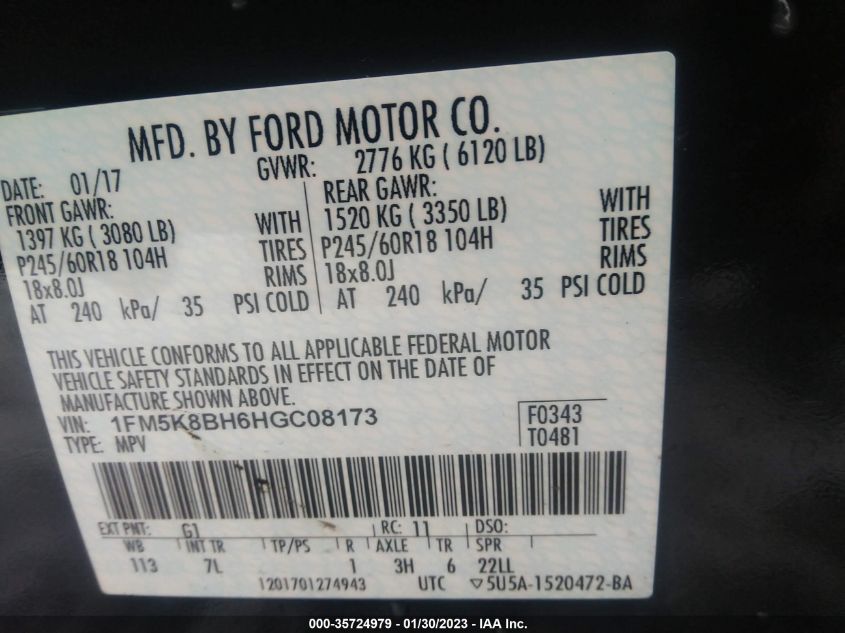 MFD. BY FORD MOTOR CO.
DATE: 01/17 GVWR: 2776 KG ( 6120 LB)
FRONT GAWR: REAR GAWR:
1397 KG ( 3080 LB) WITH 1520 KG ( 3350 LB) WITH
P245/60R18 104H TIRES P245/60R18 104H TIRES
18x8.0J RIMS 18x8.0J RIMS
AT 240 kPa/ 35 PSI COLD AT 240 kPa/ 35 PSI COLD
THIS VEHICLE CONFORMS TO ALL APPLICABLE FEDERAL MOTOR
VEHICLE SAFETY STANDARDS IN EFFECT ON THE DATE OF
MANUFACTURE SHOWN ABOVE.
VIN: 1FM5K8BH6HGC08173 F0343
TYPE: MPV T0481
EXT PNT: G1 RC: 11 DSO:
WB INT TR TP/PS R AXLE TR SPR
113 7L 1 3H 6 22LL
1201701274943 UTC ▽5U5A-1520472-BA
000-35724979 — 01/30/2023 — IAA Inc.